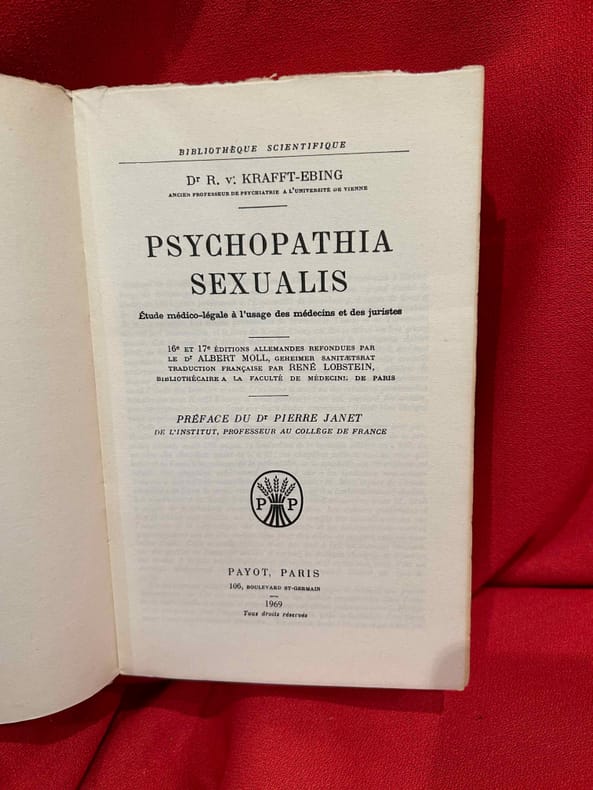 BIBLIOTHÈQUE SCIENTIFIQUE
Dr R. v. KRAFFT-EBING
ANCIEN PROFESSEUR DE PSYCHIATRIE A L'UNIVERSITÉ DE VIENNE
PSYCHOPATHIA
SEXUALIS
Étude médico-légale à l'usage des médecins et des juristes
16e ET 17e ÉDITIONS ALLEMANDES REFONDUES PAR
LE Dr ALBERT MOLL, GEHEIMER SANITÆTSRAT
TRADUCTION FRANÇAISE PAR RENÉ LOBSTEIN,
BIBLIOTHÉCAIRE A LA FACULTÉ DE MÉDECINE DE PARIS
PRÉFACE DU Dr PIERRE JANET
DE L'INSTITUT, PROFESSEUR AU COLLÈGE DE FRANCE
P P
PAYOT, PARIS
106, BOULEVARD ST-GERMAIN
1969
Tous droits réservés